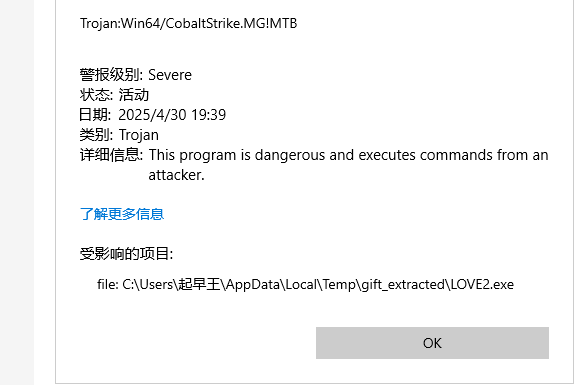 Trojan:Win64/CobaltStrike.MG!MTB
警报级别: Severe
状态: 活动
日期: 2025/4/30 19:39
类别: Trojan
详细信息: This program is dangerous and executes commands from an
attacker.
了解更多信息
受影响的项目:
file: C:\Users\起早王\AppData\Local\Temp\gift_extracted\LOVE2.exe
OK